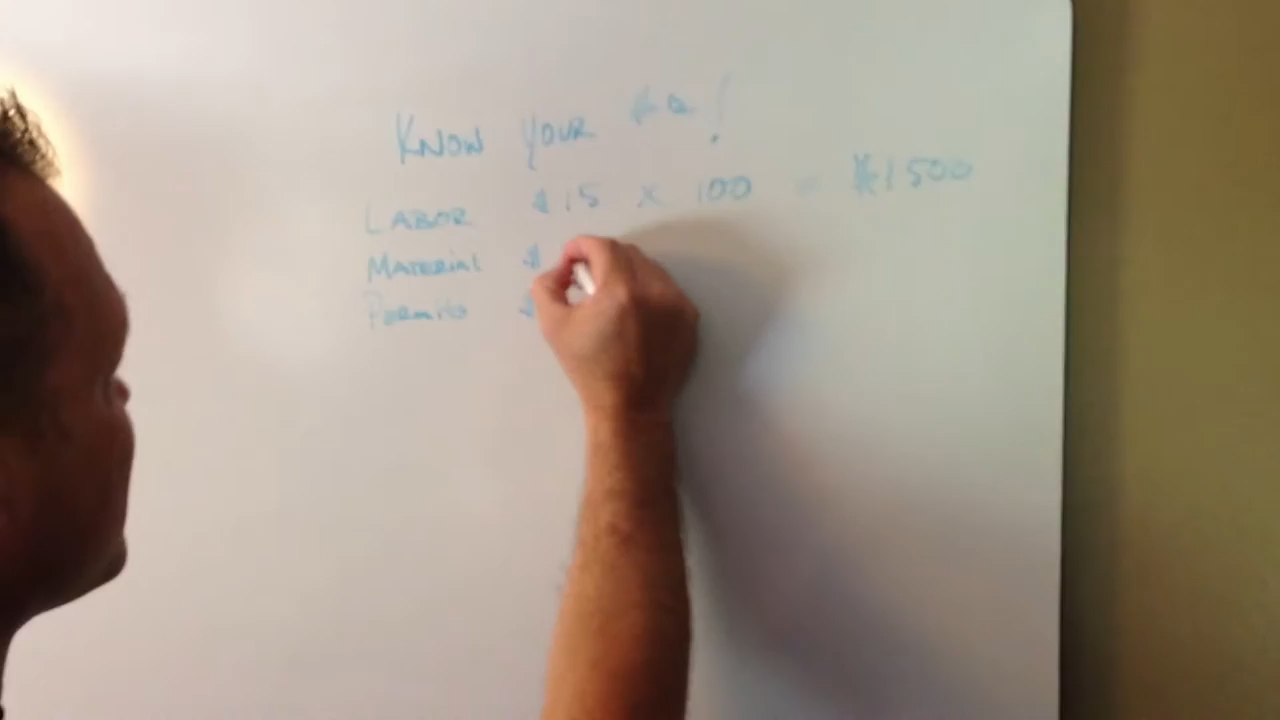 KNOW YOUR #s!
LABOR $15 x 100 = $1500
MATERIAL $
Permits $